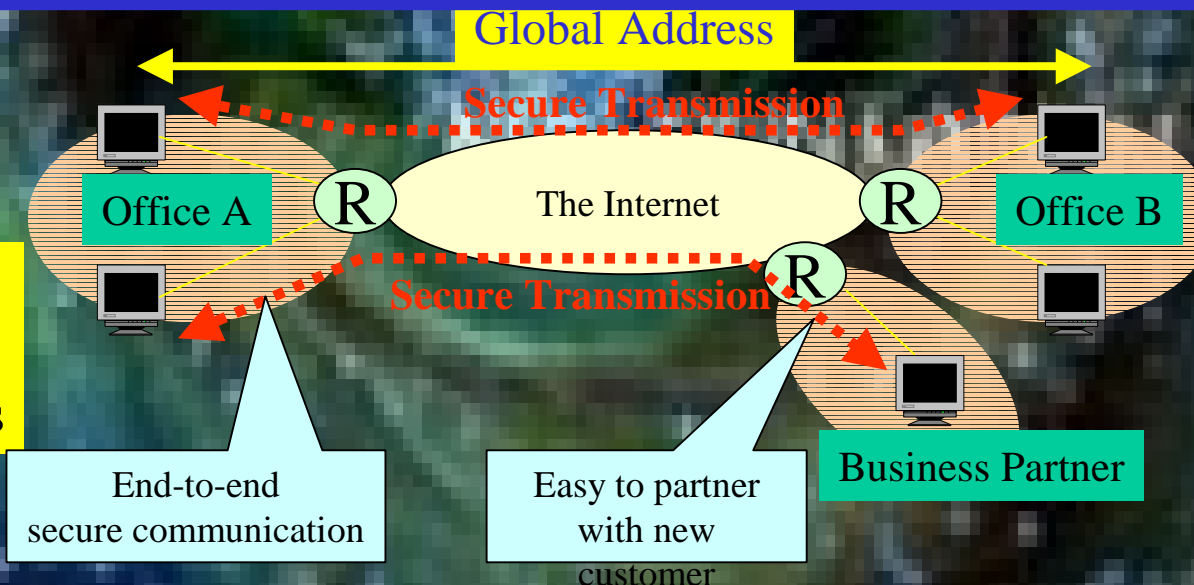 Global Address
Secure Transmission
Office A
R
The Internet
R
Office B
R
Secure Transmission
Business Partner
End-to-end
secure communication
Easy to partner
with new
customer